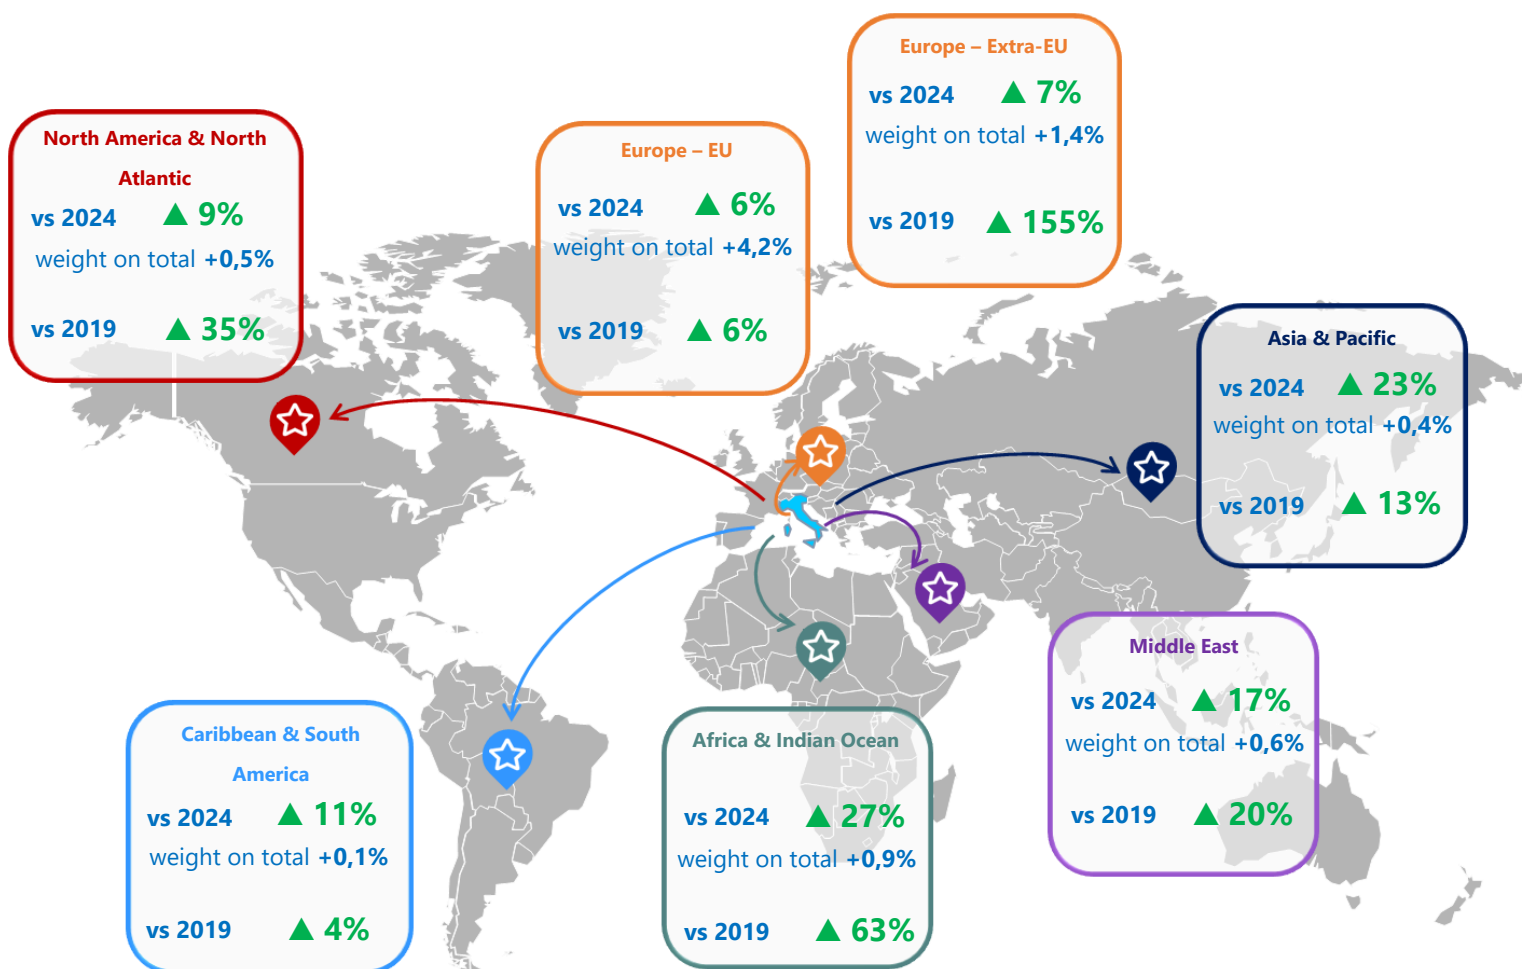 Europe – Extra-EU
vs 2024 ▲ 7%
weight on total +1,4%
vs 2019 ▲ 155%
North America & North
Atlantic
vs 2024 ▲ 9%
weight on total +0,5%
vs 2019 ▲ 35%
Europe – EU
vs 2024 ▲ 6%
weight on total +4,2%
vs 2019 ▲ 6%
Asia & Pacific
vs 2024 ▲ 23%
weight on total +0,4%
vs 2019 ▲ 13%
Middle East
vs 2024 ▲ 17%
weight on total +0,6%
vs 2019 ▲ 20%
Caribbean & South
America
vs 2024 ▲ 11%
weight on total +0,1%
vs 2019 ▲ 4%
Africa & Indian Ocean
vs 2024 ▲ 27%
weight on total +0,9%
vs 2019 ▲ 63%